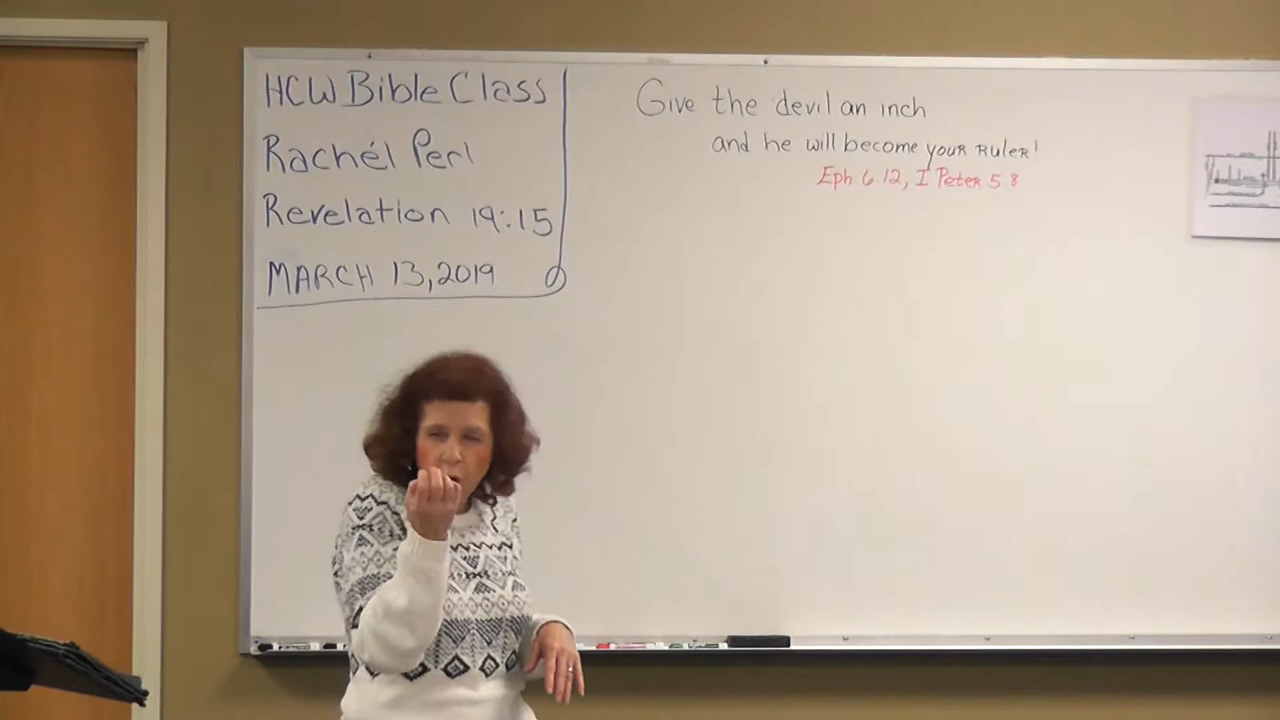 HCW Bible Class
Rachél Perl
Revelation 19:15
MARCH 13, 2019
Give the devil an inch
and he will become your RULER!
Eph 6.12, I Peter 5.8